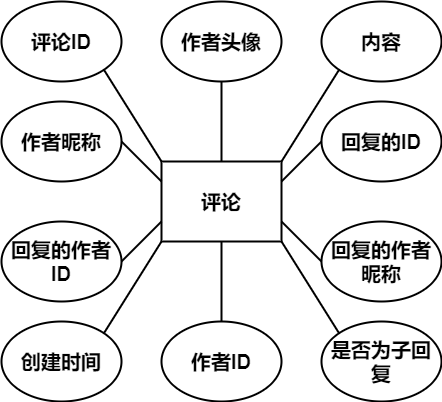 评论ID
作者头像
内容
作者昵称
回复的ID
评论
回复的作者
ID
回复的作者
昵称
创建时间
作者ID
是否为子回
复